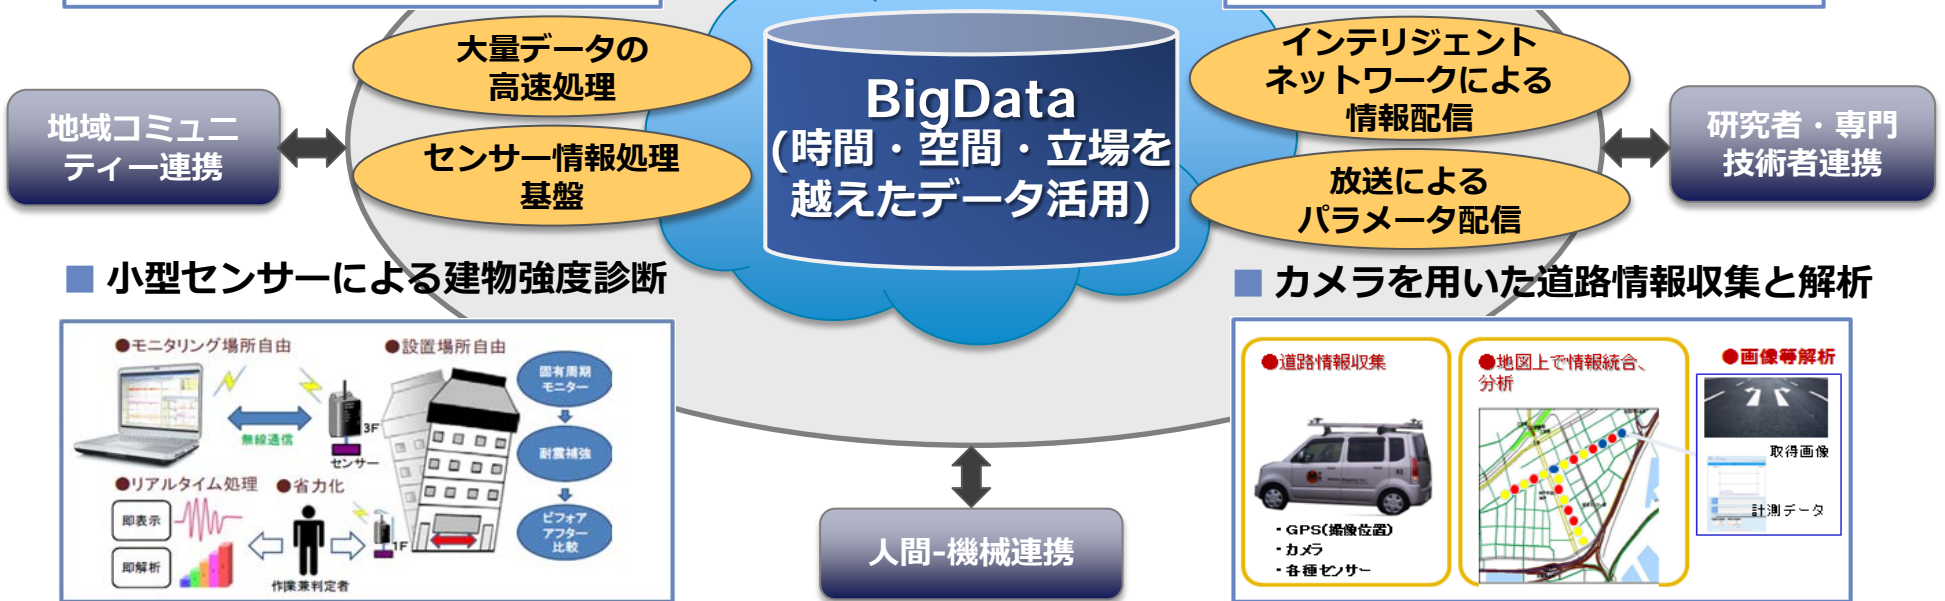 大量データの
高速処理
センサー情報処理
基盤
BigData
(時間・空間・立場を
越えたデータ活用)
インテリジェント
ネットワークによる
情報配信
放送による
パラメータ配信
地域コミュニ
ティー連携
研究者・専門
技術者連携
■ 小型センサーによる建物強度診断
●モニタリング場所自由
●設置場所自由
無線通信
3F
センサー
固有周期
モニター
耐震補強
ビフォア
アフター
比較
●リアルタイム処理
●省力化
即表示
即解析
1F
作業兼判定者
人間-機械連携
■ カメラを用いた道路情報収集と解析
●道路情報収集
・GPS(撮像位置)
・カメラ
・各種センサー
●地図上で情報統合、
分析
●画像等解析
取得画像
計測データ